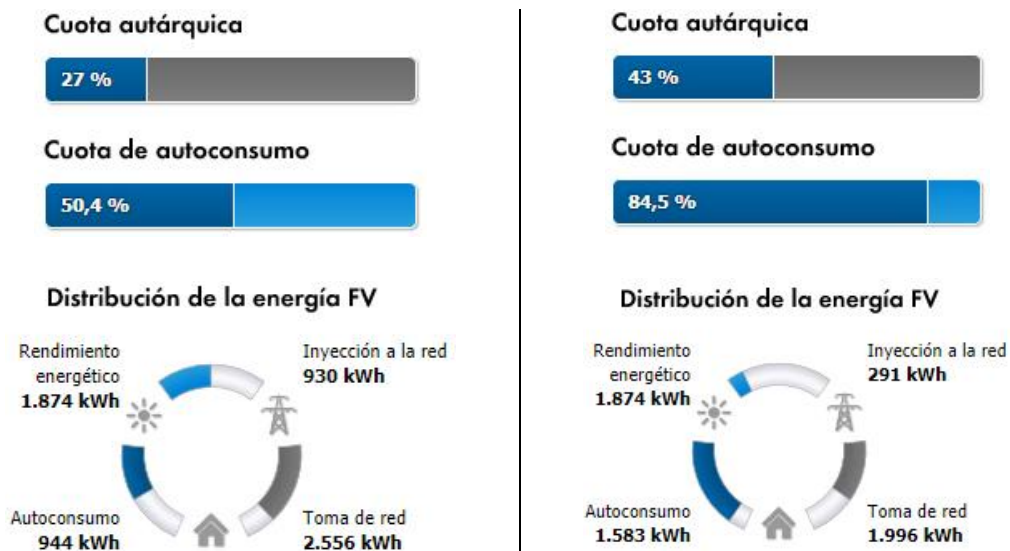 Cuota autárquica
27 %
Cuota de autoconsumo
50,4 %
Distribución de la energía FV
Rendimiento
energético
1.874 kWh
Inyección a la red
930 kWh
Autoconsumo
944 kWh
Toma de red
2.556 kWh
Cuota autárquica
43 %
Cuota de autoconsumo
84,5 %
Distribución de la energía FV
Rendimiento
energético
1.874 kWh
Inyección a la red
291 kWh
Autoconsumo
1.583 kWh
Toma de red
1.996 kWh